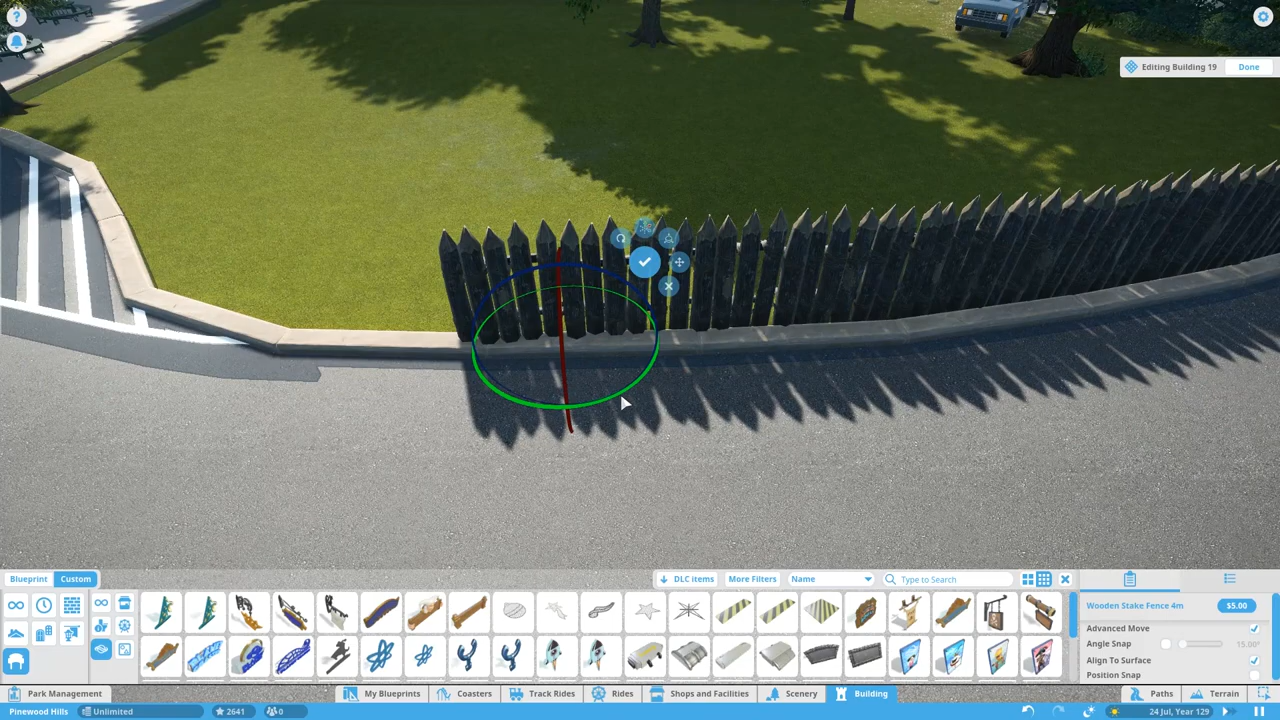 ?
Editing Building 19 Done
Blueprint Custom
DLC items More Filters Name Type to Search
Wooden Stake Fence 4m $5.00
Advanced Move
Angle Snap 15.00°
Align To Surface
Position Snap
Park Management My Blueprints Coasters Track Rides Rides Shops and Facilities Scenery Building Paths Terrain
Pinewood Hills Unlimited 2641 0 24 Jul, Year 129